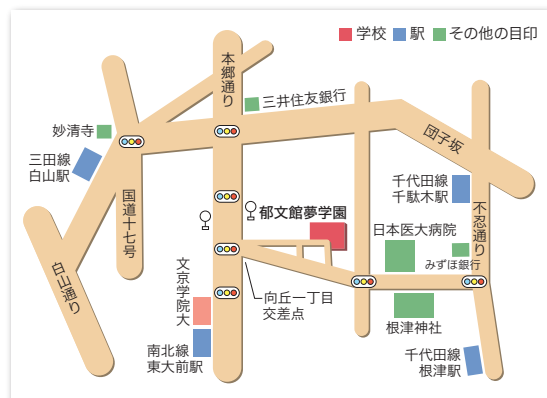 学校 駅 その他の目印
本郷通り
三井住友銀行
妙清寺
三田線
白山駅
団子坂
千代田線
千駄木駅
国道十七号
不忍通り
郁文館夢学園
日本医大病院
みずほ銀行
白山通り
文京学院大
向丘一丁目
交差点
根津神社
南北線
東大前駅
千代田線
根津駅